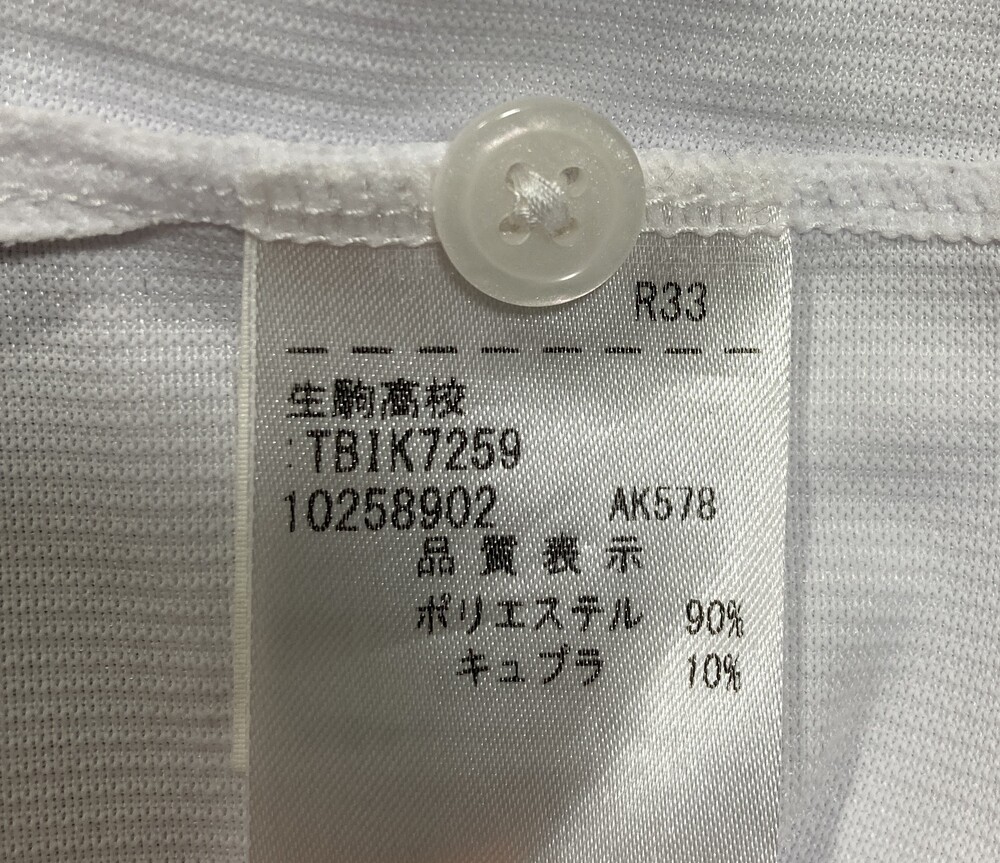 R33
生駒高校
:TBIK7259
10258902 AK578
品質表示
ポリエステル 90%
キュプラ 10%